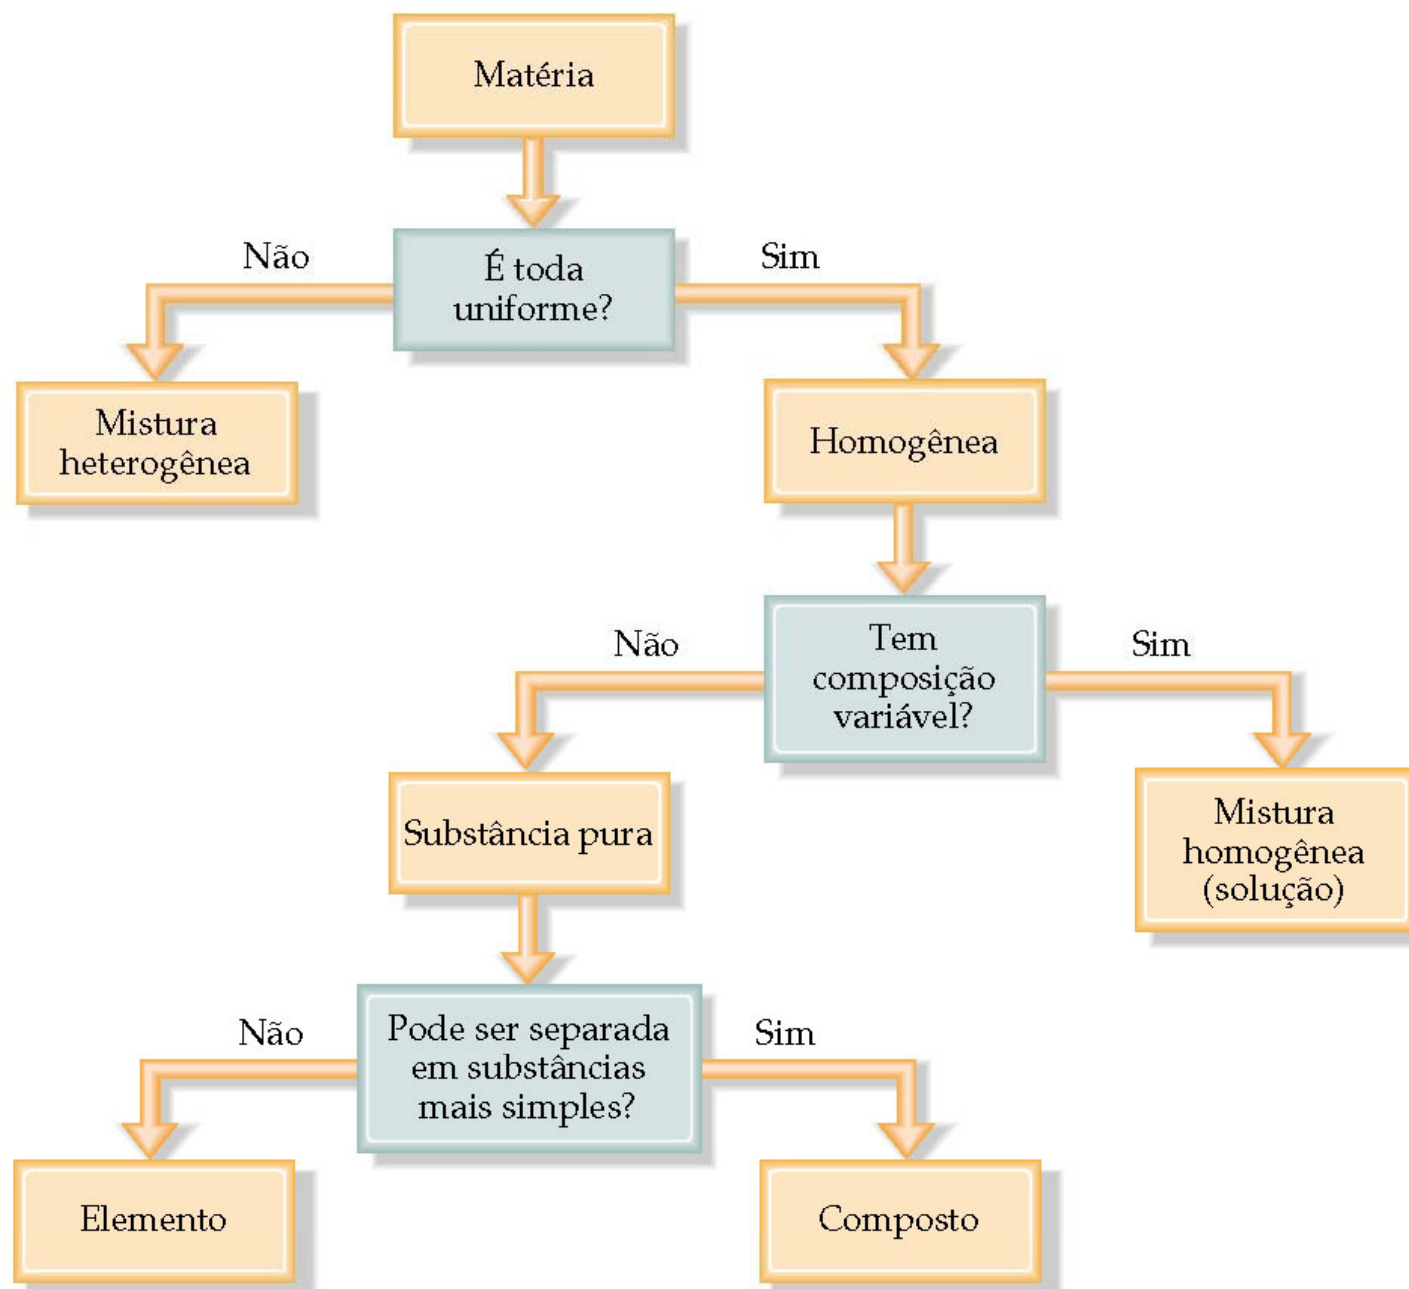 Matéria
Não
É toda
uniforme?
Sim
Mistura
heterogênea
Homogênea
Não
Tem
composição
variável?
Sim
Substância pura
Mistura
homogênea
(solução)
Não
Pode ser separada
em substâncias
mais simples?
Sim
Elemento
Composto